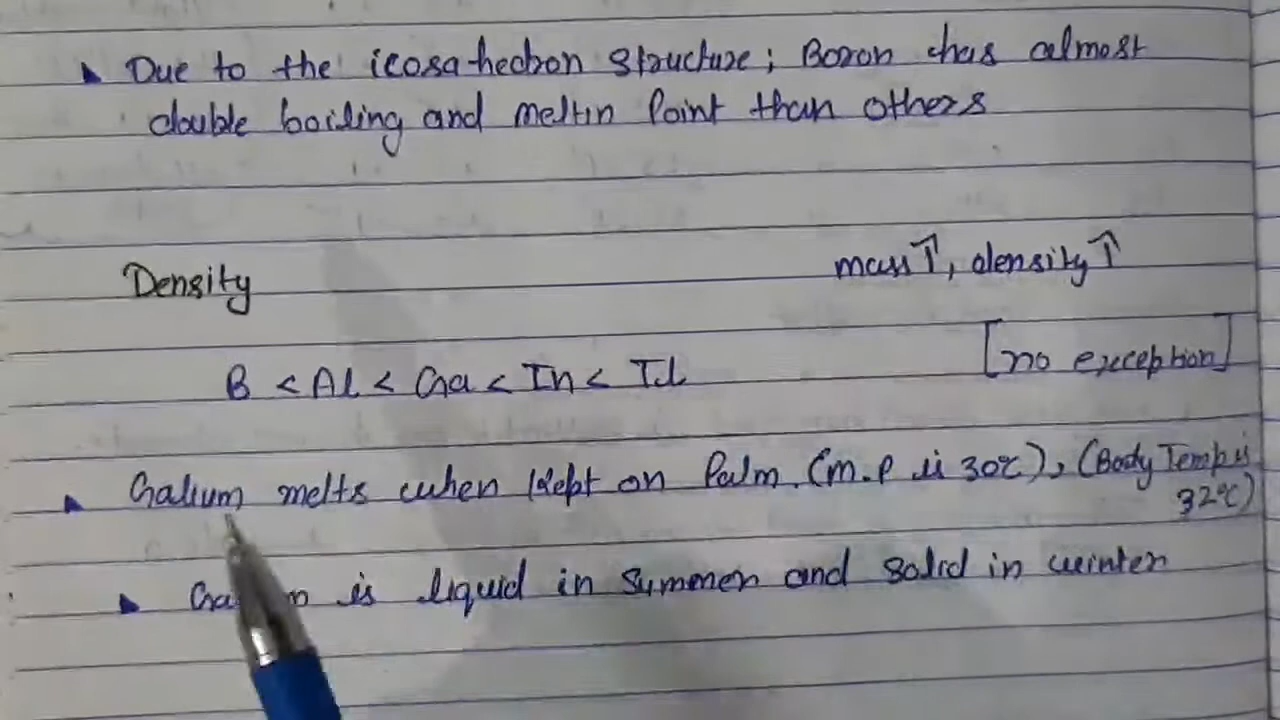 Due to the icosahedron structure; Boron has almost
double boiling and meltin Point than others
Density
mass↑, density↑
B < Al < Ga < In < Tl
[no exception]
Galium melts when kept on Palm. (m.p is 30°C), (Body Temp is
32°C)
is liquid in summer and solid in winter